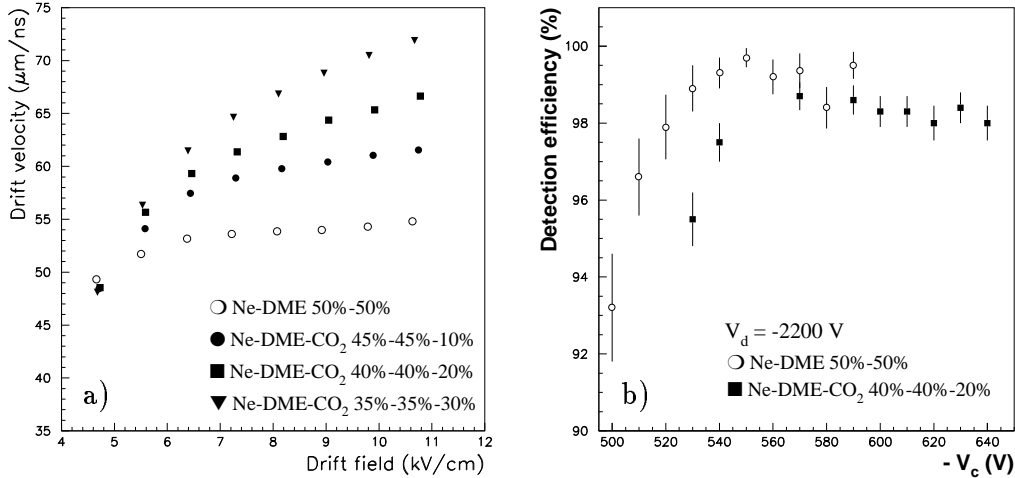 Drift velocity (μm/ns)
75
70
65
60
55
50
45
40
35
4 5 6 7 8 9 10 11 12
Drift field (kV/cm)
Ne-DME 50%-50%
Ne-DME-CO₂ 45%-45%-10%
Ne-DME-CO₂ 40%-40%-20%
Ne-DME-CO₂ 35%-35%-30%
a)
Detection efficiency (%)
100
98
96
94
92
90
500 520 540 560 580 600 620 640
- V_c (V)
V_d = -2200 V
Ne-DME 50%-50%
Ne-DME-CO₂ 40%-40%-20%
b)